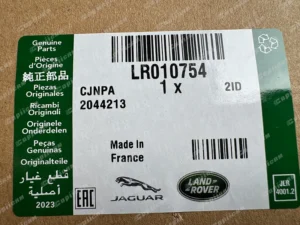 Genuine
Parts
Pièces
d'Origine
純正部品
Piezas
Originales
Ricambi
Originali
Originele
Onderdelen
Peças
Genuínas
Originalteile
قطع غيار
أصلية
2023
LR010754
CJNPA
1 x
2ID
2044213
Made in
France
EAC
JAGUAR
LAND-
ROVER
JLR
4001.2